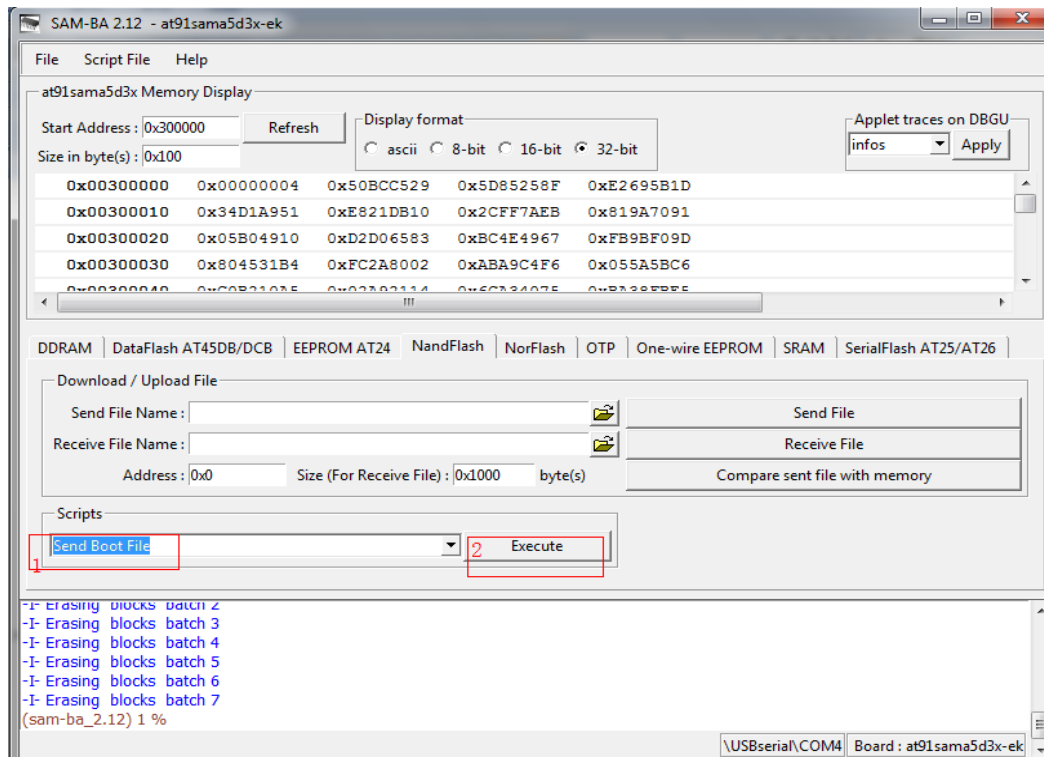 SAM-BA 2.12 - at91sama5d3x-ek
File Script File Help
at91sama5d3x Memory Display
Start Address : 0x300000 Refresh
Size in byte(s) : 0x100
Display format
ascii 8-bit 16-bit 32-bit
Applet traces on DBGU
infos Apply
0x00300000 0x00000004 0x50BCC529 0x5D85258F 0xE2695B1D
0x00300010 0x34D1A951 0xE821DB10 0x2CFF7AEB 0x819A7091
0x00300020 0x05B04910 0xD2D06583 0xBC4E4967 0xFB9BF09D
0x00300030 0x804531B4 0xFC2A8002 0xABA9C4F6 0x055A5BC6
DDRAM DataFlash AT45DB/DCB EEPROM AT24 NandFlash NorFlash OTP One-wire EEPROM SRAM SerialFlash AT25/AT26
Download / Upload File
Send File Name : Send File
Receive File Name : Receive File
Address : 0x0 Size (For Receive File) : 0x1000 byte(s) Compare sent file with memory
Scripts
Send Boot File Execute
1 2
-I- Erasing blocks batch 2
-I- Erasing blocks batch 3
-I- Erasing blocks batch 4
-I- Erasing blocks batch 5
-I- Erasing blocks batch 6
-I- Erasing blocks batch 7
(sam-ba_2.12) 1 %
\USBserial\COM4 Board : at91sama5d3x-ek